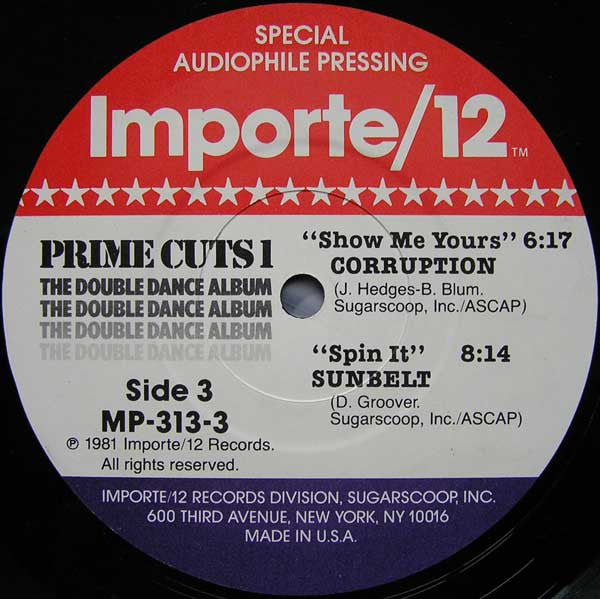 SPECIAL
AUDIOPHILE PRESSING
Importe/12™
PRIME CUTS 1
THE DOUBLE DANCE ALBUM
THE DOUBLE DANCE ALBUM
THE DOUBLE DANCE ALBUM
THE DOUBLE DANCE ALBUM
Side 3
MP-313-3
℗ 1981 Importe/12 Records.
All rights reserved.
“Show Me Yours” 6:17
CORRUPTION
(J. Hedges-B. Blum.
Sugarscoop, Inc./ASCAP)
“Spin It” 8:14
SUNBELT
(D. Groover.
Sugarscoop, Inc./ASCAP)
IMPORTE/12 RECORDS DIVISION, SUGARSCOOP, INC.
600 THIRD AVENUE, NEW YORK, NY 10016
MADE IN U.S.A.